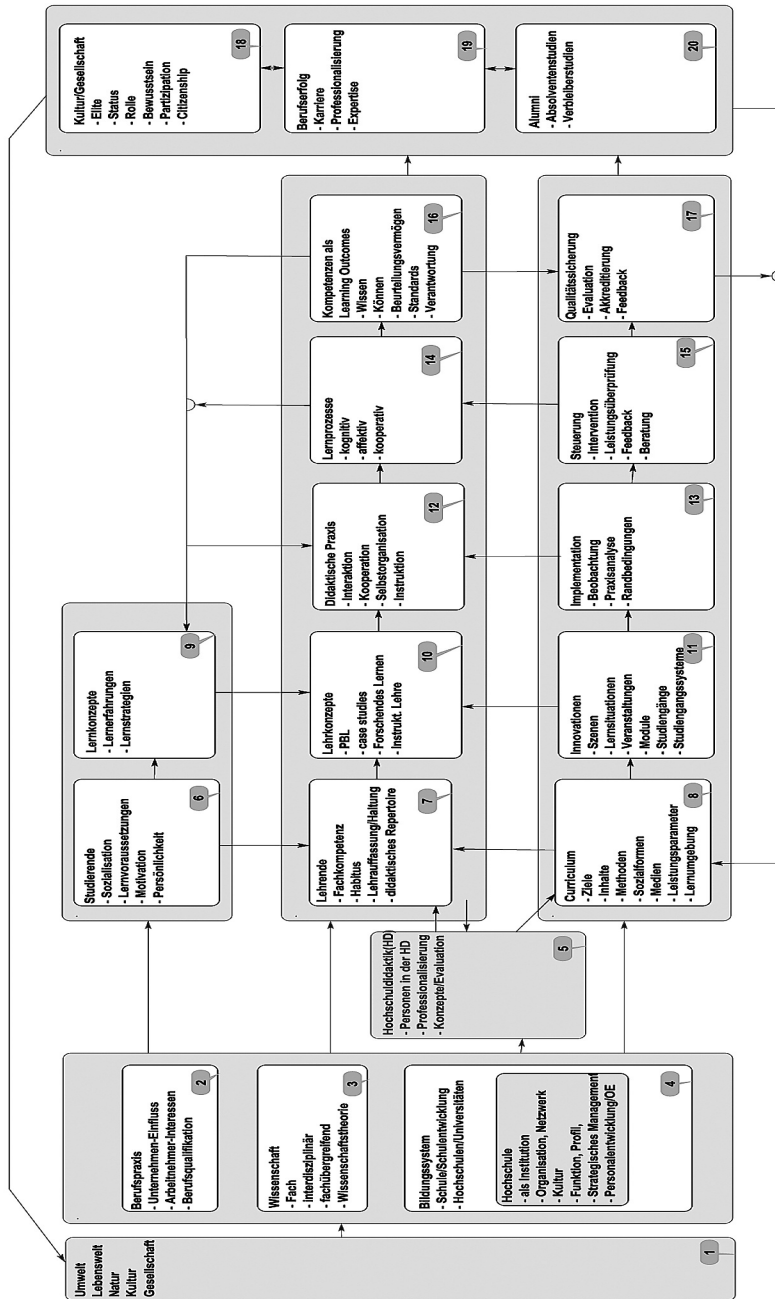 Umwelt
Lebenswelt
Natur
Kultur
Gesellschaft
1
Berufspraxis
- Unternehmen-Einfluss
- Arbeitnehmer-Interessen
- Berufsqualifikation
2
Wissenschaft
- Fach
- interdisziplinär
- fachübergreifend
- Wissenschaftstheorie
3
Bildungssystem
- Schule/Schulentwicklung
- Hochschulen/Universitäten
Hochschule
- als Institution
- Organisation, Netzwerk
- Kultur
- Funktion, Profil,
- Strategisches Management
- Personalentwicklung/OE
4
Hochschuldidaktik(HD)
- Personen in der HD
- Professionalisierung
- Konzepte/Evaluation
5
Studierende
- Sozialisation
- Lernvoraussetzungen
- Motivation
- Persönlichkeit
6
Lehrende
- Fachkompetenz
- Habitus
- Lehrauffassung/Haltung
- didaktisches Repertoire
7
Curriculum
- Ziele
- Inhalte
- Methoden
- Sozialformen
- Medien
- Leistungsparameter
- Lernumgebung
8
Lernkonzepte
- Lernerfahrungen
- Lernstrategien
9
Lehrkonzepte
- PBL
- case studies
- Forschendes Lernen
- Instrukt. Lehre
10
Innovationen
- Szenen
- Lernsituationen
- Veranstaltungen
- Module
- Studiengänge
- Studiengangssysteme
11
Didaktische Praxis
- Interaktion
- Kooperation
- Selbstorganisation
- Instruktion
12
Implementation
- Beobachtung
- Praxisanalyse
- Randbedingungen
13
Lernprozesse
- kognitiv
- affektiv
- kooperativ
14
Steuerung
- Intervention
- Leistungsüberprüfung
- Feedback
- Beratung
15
Kompetenzen als
Learning Outcomes
- Wissen
- Können
- Beurteilungsvermögen
- Standards
- Verantwortung
16
Qualitätssicherung
- Evaluation
- Akkreditierung
- Feedback
17
Kultur/Gesellschaft
- Elite
- Status
- Rolle
- Bewusstsein
- Partizipation
- Citizenship
18
Berufserfolg
- Karriere
- Professionalisierung
- Expertise
19
Alumni
- Absolventenstudien
- Verbleiberstudien
20